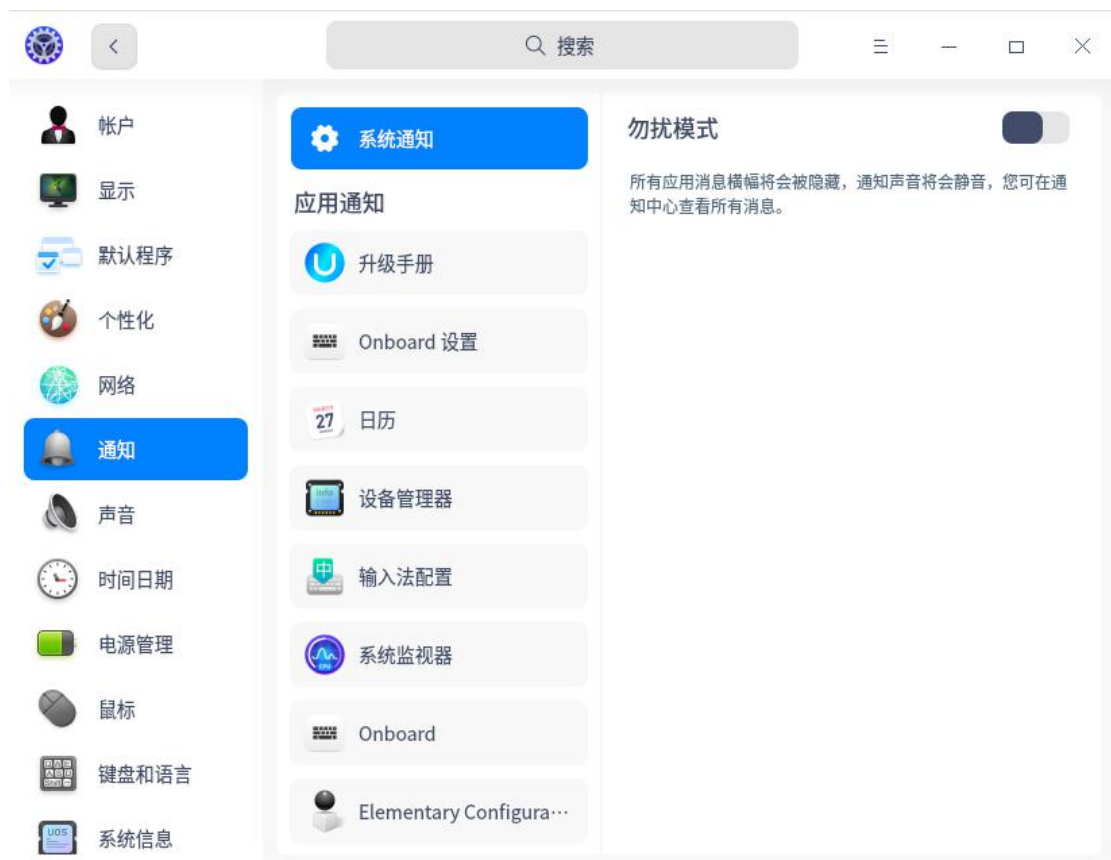 搜索
帐户
显示
默认程序
个性化
网络
通知
声音
时间日期
电源管理
鼠标
键盘和语言
UOS
系统信息
系统通知
应用通知
升级手册
Onboard 设置
27
日历
info
设备管理器
中
输入法配置
CPU
系统监视器
Onboard
Elementary Configura…
勿扰模式
所有应用消息横幅将会被隐藏，通知声音将会静音，您可在通
知中心查看所有消息。